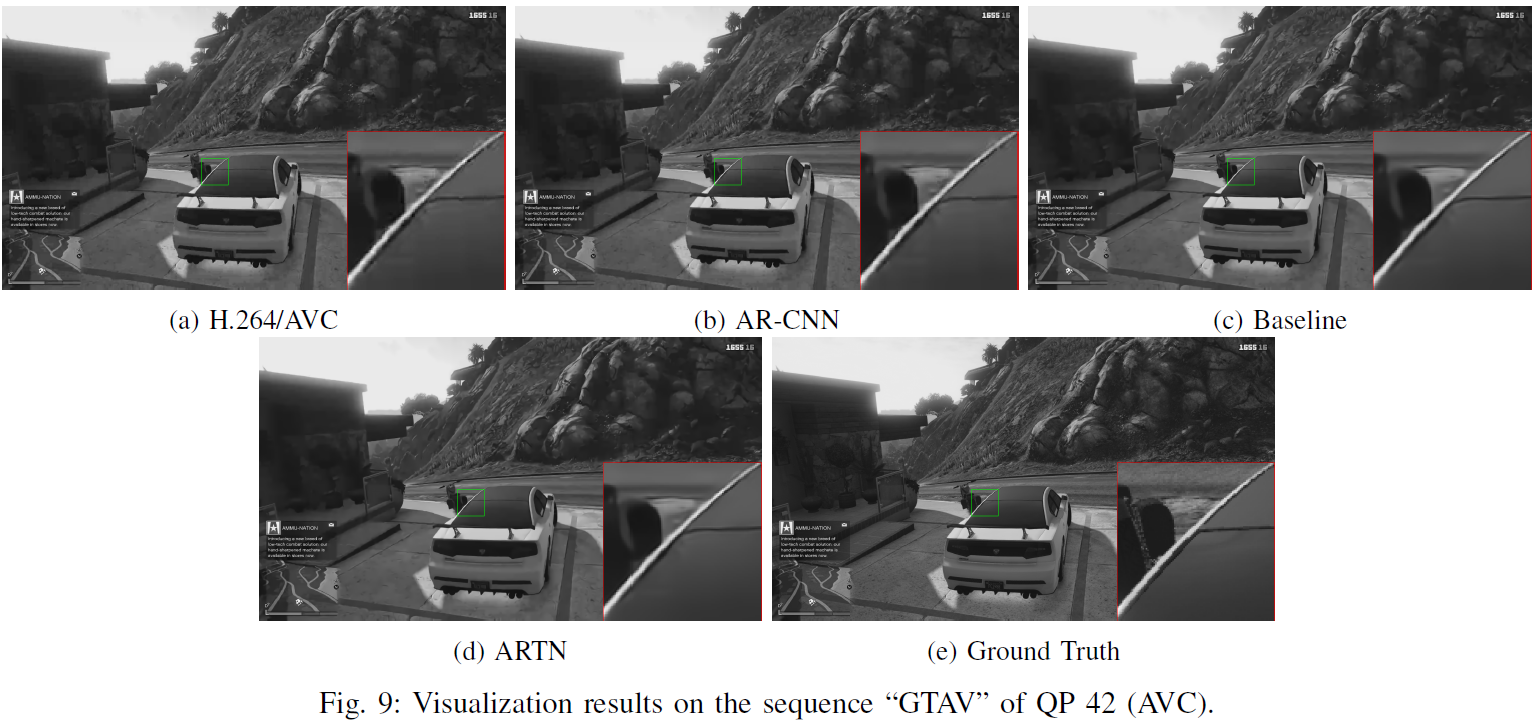 1655 16
1655 16
1655 16
AMMU-NATION
Introducing a new breed of
low-tech combat solution: our
hand-sharpened machete is
available in stores now.
AMMU-NATION
Introducing a new breed of
low-tech combat solution: our
hand-sharpened machete is
available in stores now.
AMMU-NATION
Introducing a new breed of
low-tech combat solution: our
hand-sharpened machete is
available in stores now.
(a) H.264/AVC
(b) AR-CNN
(c) Baseline
1655 16
1655 16
AMMU-NATION
Introducing a new breed of
low-tech combat solution: our
hand-sharpened machete is
available in stores now.
AMMU-NATION
Introducing a new breed of
low-tech combat solution: our
hand-sharpened machete is
available in stores now.
(d) ARTN
(e) Ground Truth
Fig. 9: Visualization results on the sequence “GTAV” of QP 42 (AVC).